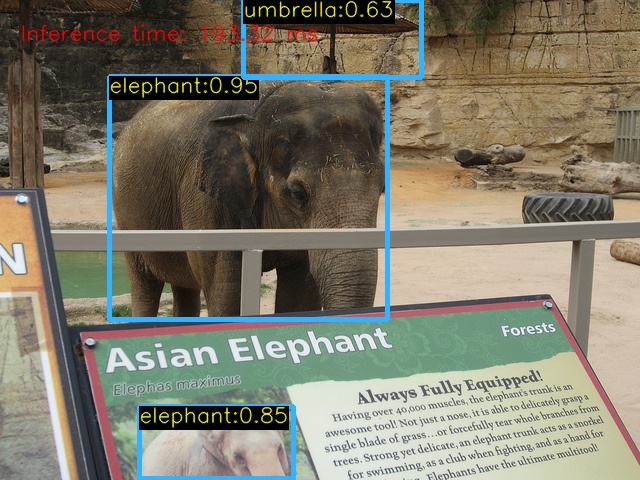 umbrella:0.63
Inference time: 193.32 ms
elephant:0.95
N
Asian Elephant
Forests
Elephas maximus
Always Fully Equipped!
Having over 40,000 muscles, the elephant's trunk is an
awesome tool! Not just a nose, it is able to delicately grasp a
single blade of grass...or forcefully tear whole branches from
trees. Strong yet delicate, an elephant trunk acts as a snorkel
for swimming, as a club when fighting, and as a hand for
Elephants have the ultimate multitool!
elephant:0.85